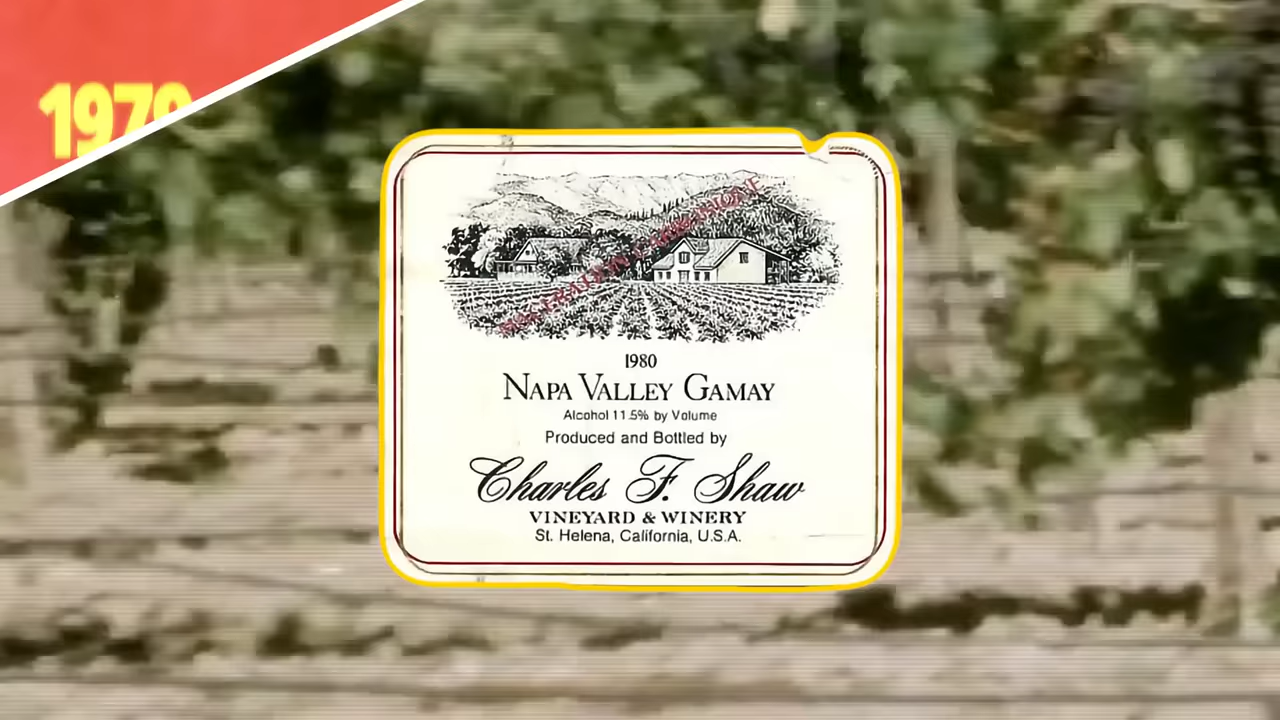 1979
1980
NAPA VALLEY GAMAY
Alcohol 11.5% by Volume
Produced and Bottled by
Charles F. Shaw
VINEYARD & WINERY
St. Helena, California, U.S.A.